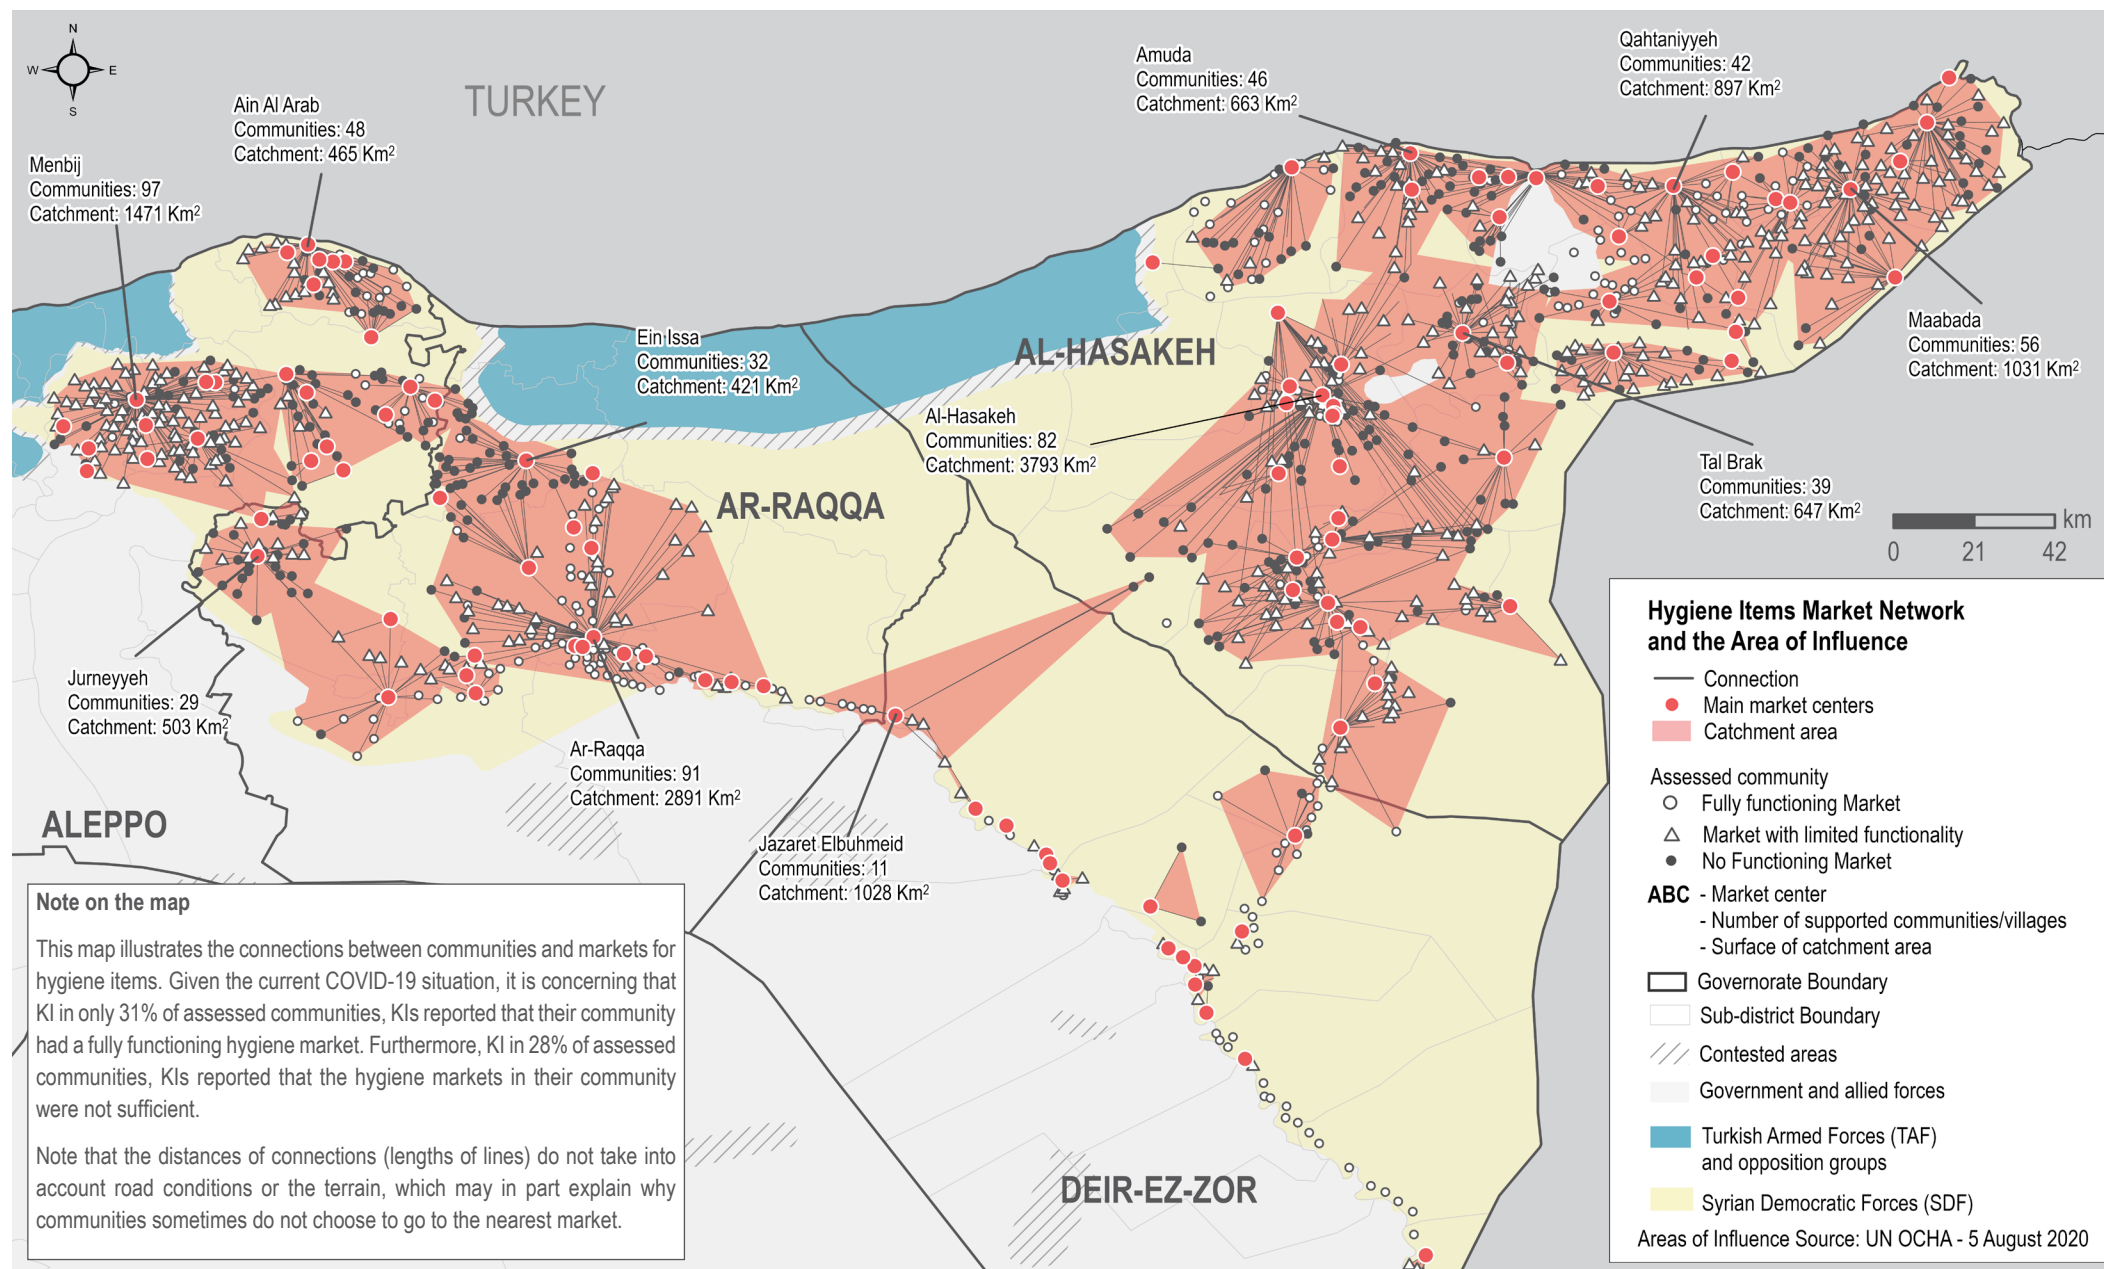 N
W
E
S
TURKEY
Ain Al Arab
Communities: 48
Catchment: 465 Km²
Menbij
Communities: 97
Catchment: 1471 Km²
Amuda
Communities: 46
Catchment: 663 Km²
Qahtaniyyeh
Communities: 42
Catchment: 897 Km²
Ein Issa
Communities: 32
Catchment: 421 Km²
AL-HASAKEH
Al-Hasakeh
Communities: 82
Catchment: 3793 Km²
Maabada
Communities: 56
Catchment: 1031 Km²
Tal Brak
Communities: 39
Catchment: 647 Km²
AR-RAQQA
km
0 21 42
Jurneyyeh
Communities: 29
Catchment: 503 Km²
Ar-Raqqa
Communities: 91
Catchment: 2891 Km²
Jazaret Elbuhmeid
Communities: 11
Catchment: 1028 Km²
ALEPPO
DEIR-EZ-ZOR
Note on the map
This map illustrates the connections between communities and markets for
hygiene items. Given the current COVID-19 situation, it is concerning that
KI in only 31% of assessed communities, KIs reported that their community
had a fully functioning hygiene market. Furthermore, KI in 28% of assessed
communities, KIs reported that the hygiene markets in their community
were not sufficient.
Note that the distances of connections (lengths of lines) do not take into
account road conditions or the terrain, which may in part explain why
communities sometimes do not choose to go to the nearest market.
Hygiene Items Market Network
and the Area of Influence
Connection
Main market centers
Catchment area
Assessed community
Fully functioning Market
Market with limited functionality
No Functioning Market
ABC - Market center
- Number of supported communities/villages
- Surface of catchment area
Governorate Boundary
Sub-district Boundary
Contested areas
Government and allied forces
Turkish Armed Forces (TAF)
and opposition groups
Syrian Democratic Forces (SDF)
Areas of Influence Source: UN OCHA - 5 August 2020